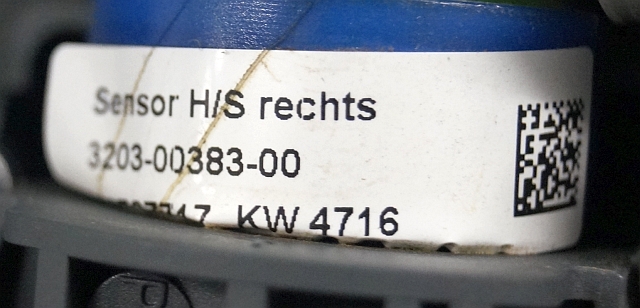 Sensor H/S rechts
3203-00383-00
KW 4716